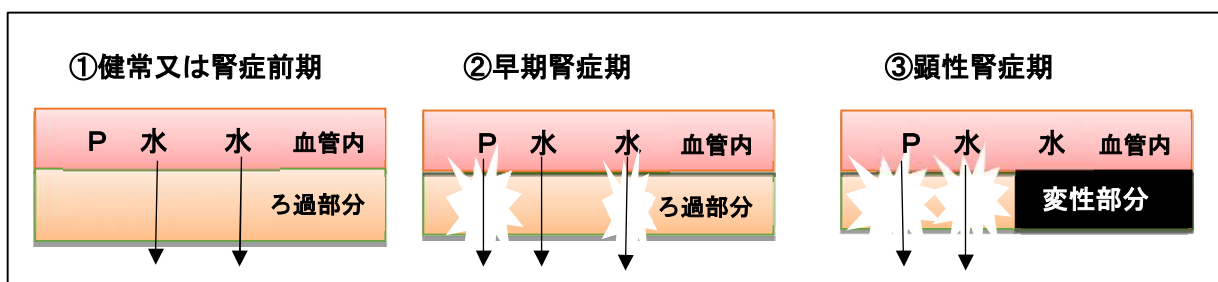 ①健常又は腎症前期
P 水 水 血管内
ろ過部分
②早期腎症期
P 水 水 血管内
ろ過部分
③顕性腎症期
P 水 水 血管内
変性部分